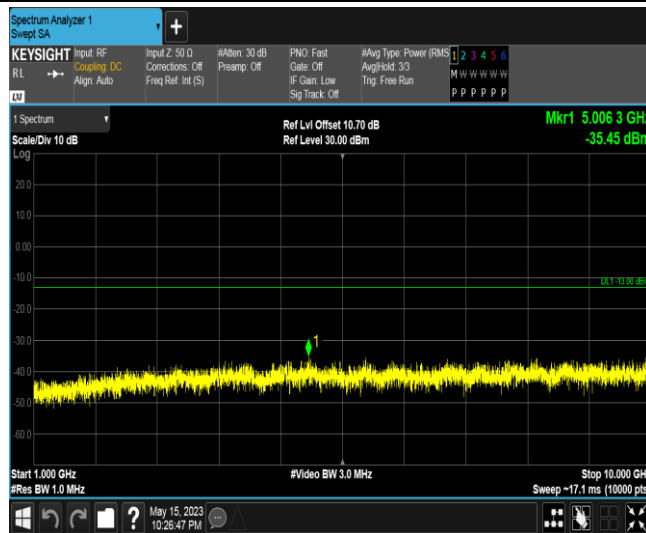 Spectrum Analyzer 1
Swept SA
KEYSIGHT
RL
Input: RF
Coupling: DC
Align: Auto
Input Z: 50 Ω
Corrections: Off
Freq Ref: Int (S)
#Atten: 30 dB
Preamp: Off
PNO: Fast
Gate: Off
IF Gain: Low
Sig Track: Off
#Avg Type: Power (RMS
Avg|Hold: 3/3
Trig: Free Run
1 2 3 4 5 6
M W W W W W
P P P P P P
1 Spectrum
Scale/Div 10 dB
Ref Lvl Offset 10.70 dB
Ref Level 30.00 dBm
Mkr1 5.006 3 GHz
-35.45 dBm
Log
20.0
10.0
0.00
-10.0
DL1 -13.00 dBm
-20.0
-30.0
1
-40.0
-50.0
-60.0
Start 1.000 GHz
#Res BW 1.0 MHz
#Video BW 3.0 MHz
Stop 10.000 GHz
Sweep ~17.1 ms (10000 pts)
?
May 15, 2023
10:26:47 PM